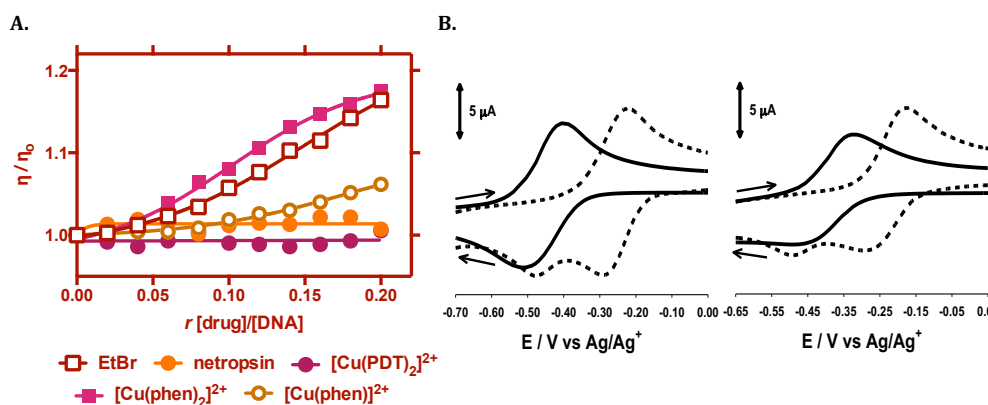 A.
B.
1.2
1.1
1.0
η / ηo
0.00 0.05 0.10 0.15 0.20
r [drug]/[DNA]
EtBr netropsin [Cu(PDT)2]2+
[Cu(phen)2]2+ [Cu(phen)]2+
5 µA
-0.70 -0.60 -0.50 -0.40 -0.30 -0.20 -0.10 0.00
E / V vs Ag/Ag+
5 µA
-0.65 -0.55 -0.45 -0.35 -0.25 -0.15 -0.05
E / V vs Ag/Ag+